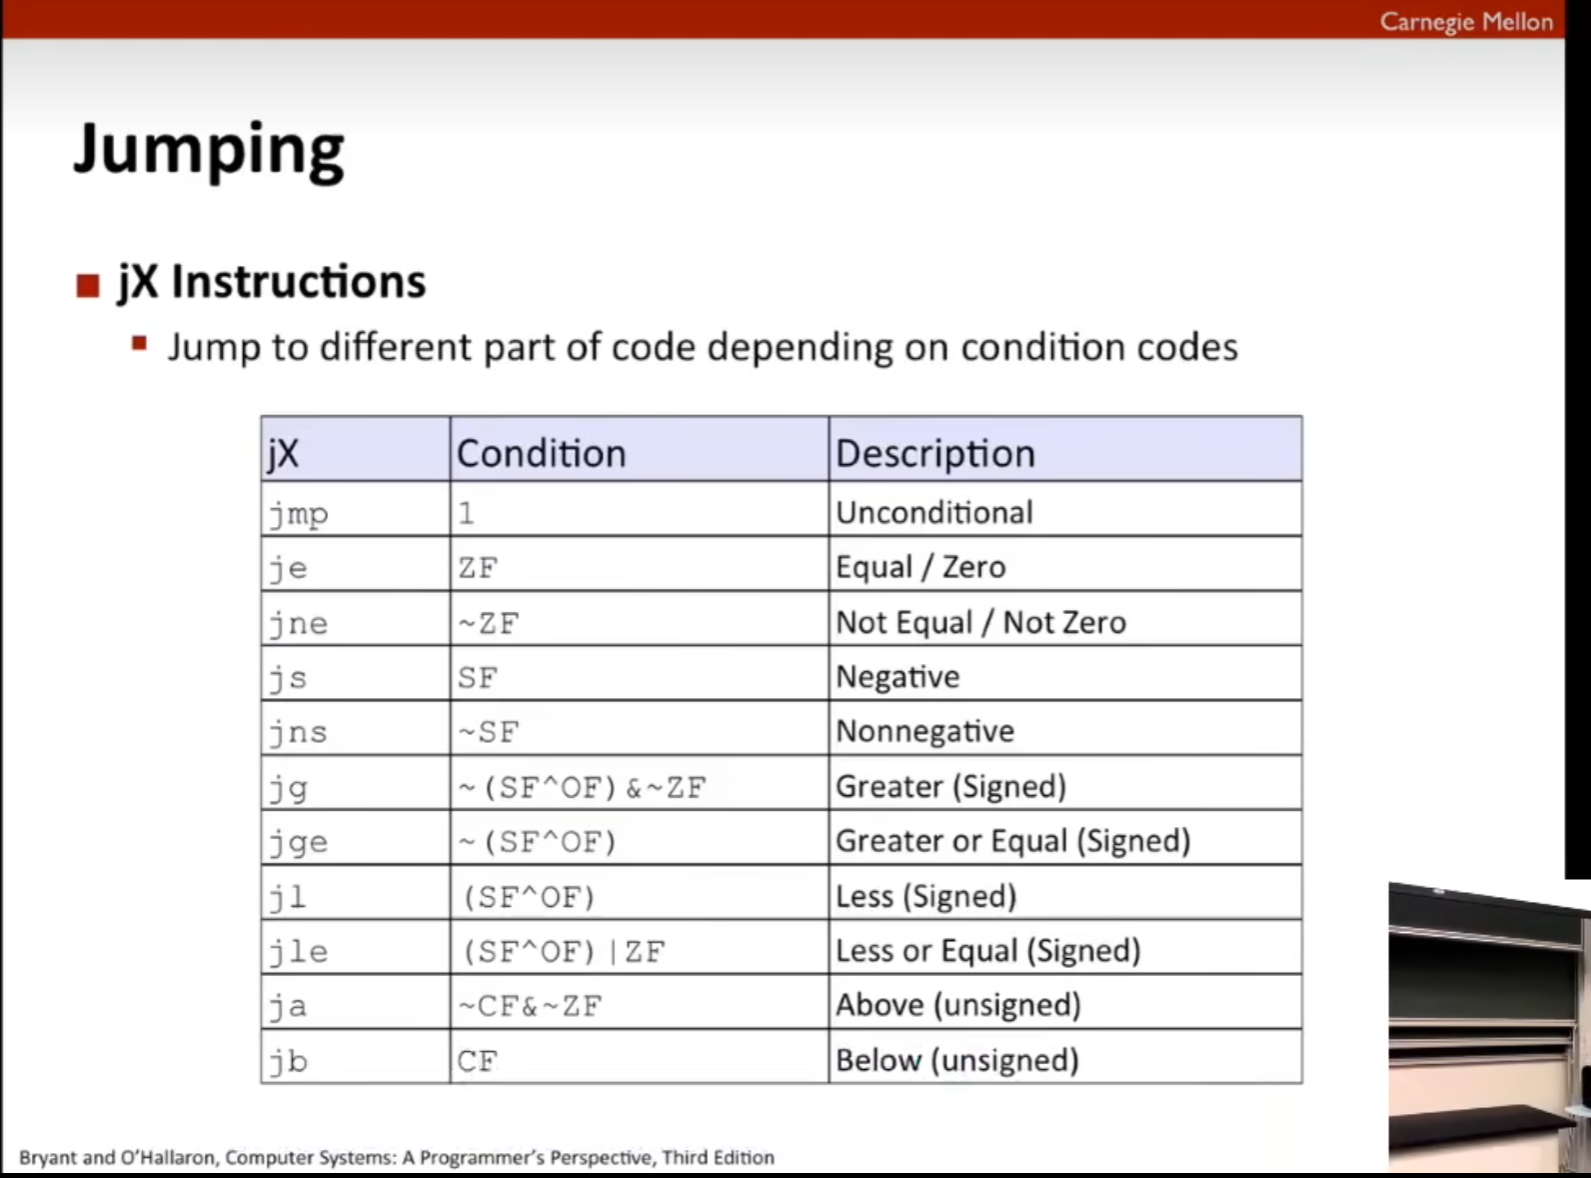 Carnegie Mellon
Jumping
jX Instructions
Jump to different part of code depending on condition codes
jX Condition Description
jmp 1 Unconditional
je ZF Equal / Zero
jne ~ZF Not Equal / Not Zero
js SF Negative
jns ~SF Nonnegative
jg ~(SF^OF)&~ZF Greater (Signed)
jge ~(SF^OF) Greater or Equal (Signed)
jl (SF^OF) Less (Signed)
jle (SF^OF)|ZF Less or Equal (Signed)
ja ~CF&~ZF Above (unsigned)
jb CF Below (unsigned)
Bryant and O'Hallaron, Computer Systems: A Programmer's Perspective, Third Edition